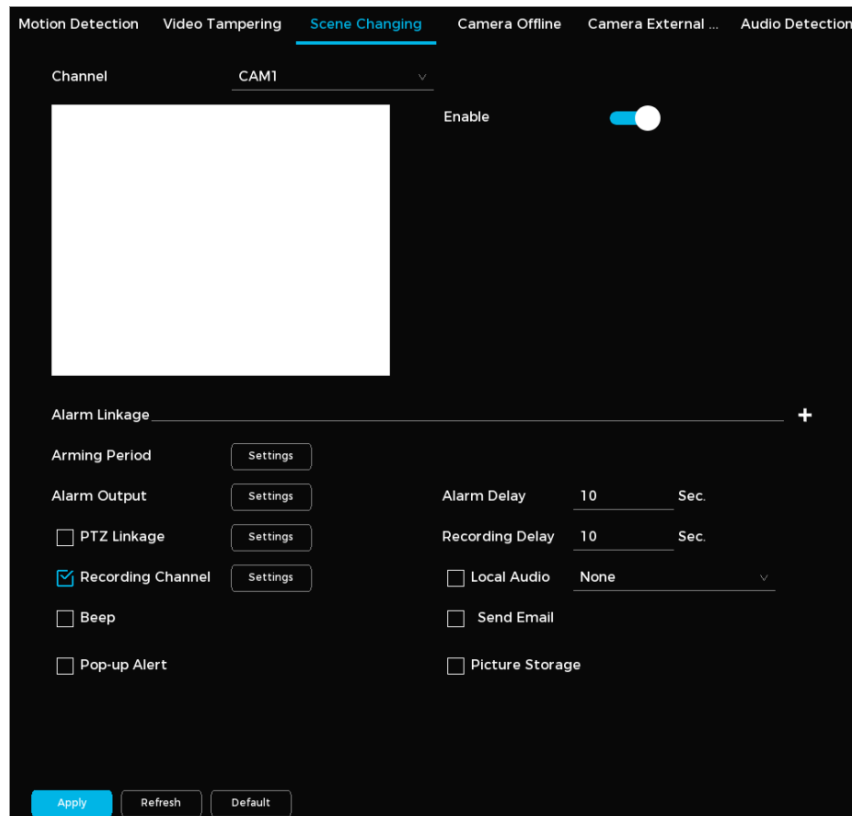 Motion Detection Video Tampering Scene Changing Camera Offline Camera External ... Audio Detection
Channel CAM1
Enable
Alarm Linkage
Arming Period Settings
Alarm Output Settings Alarm Delay 10 Sec.
PTZ Linkage Settings Recording Delay 10 Sec.
Recording Channel Settings Local Audio None
Beep Send Email
Pop-up Alert Picture Storage
Apply Refresh Default